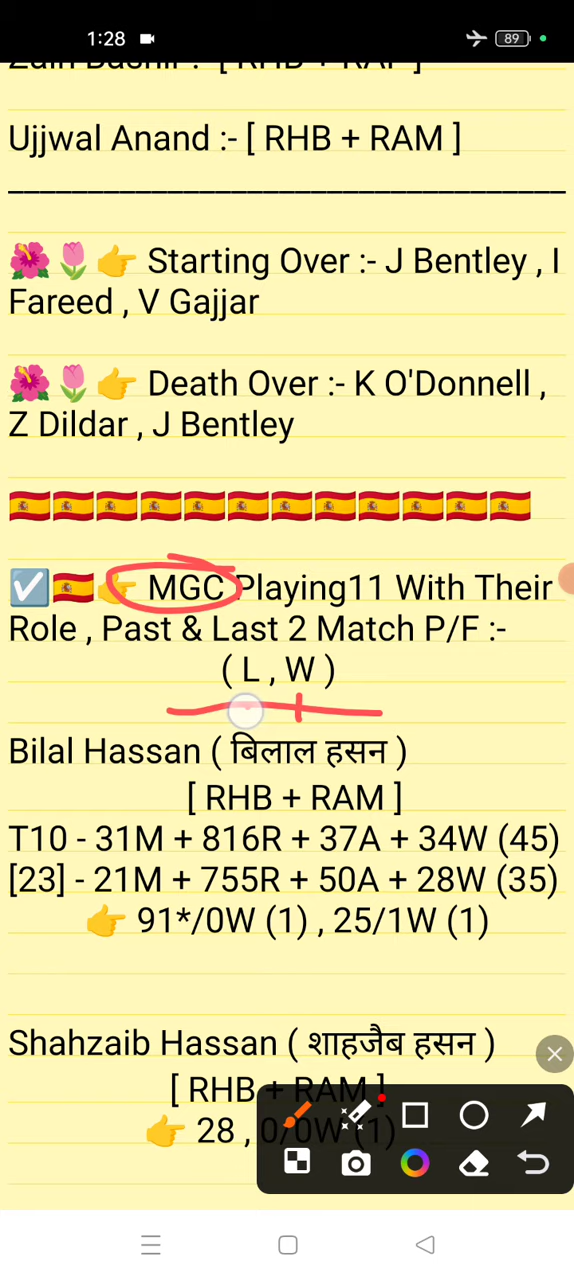 1:28
89
Ujjwal Anand :- [ RHB + RAM ]
Starting Over :- J Bentley , I
Fareed , V Gajjar
Death Over :- K O'Donnell ,
Z Dildar , J Bentley
MGC Playing11 With Their
Role , Past & Last 2 Match P/F :-
( L , W )
Bilal Hassan ( बिलाल हसन )
[ RHB + RAM ]
T10 - 31M + 816R + 37A + 34W (45)
[23] - 21M + 755R + 50A + 28W (35)
91*/0W (1) , 25/1W (1)
Shahzaib Hassan ( शाहजैब हसन )
[ RHB + RAM ]
28 , 0/0W (1)